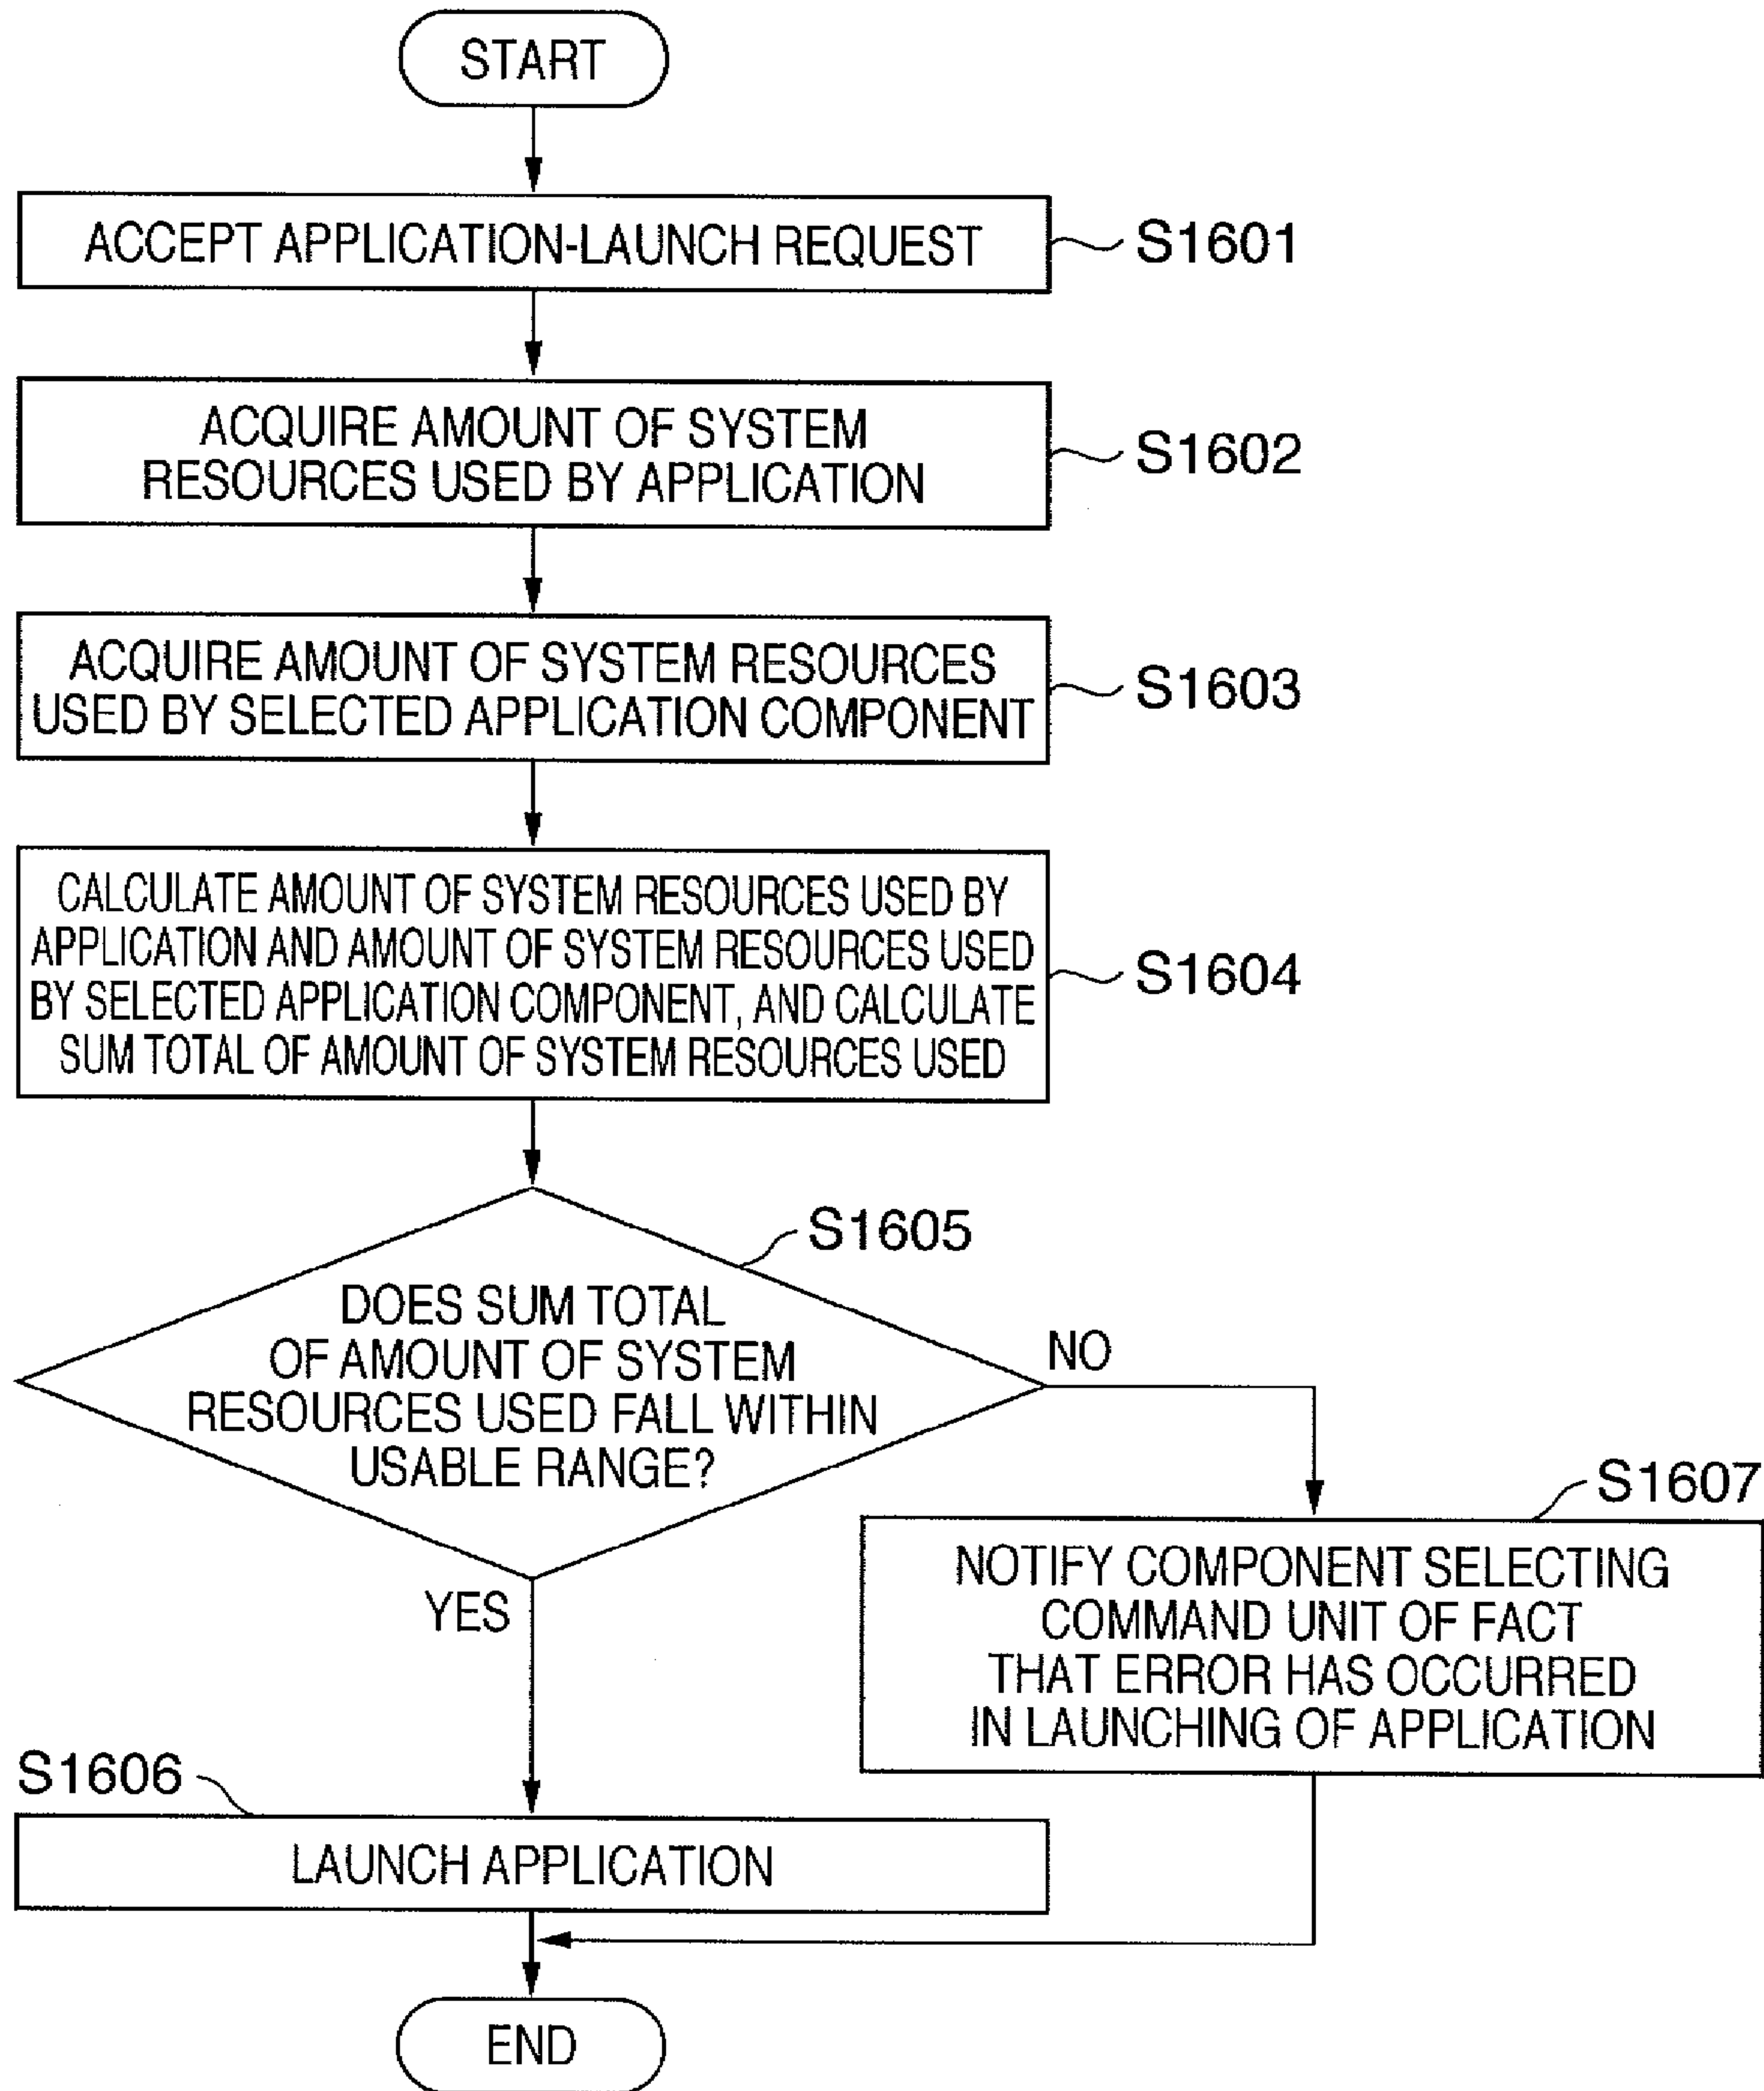 START
ACCEPT APPLICATION-LAUNCH REQUEST
S1601
ACQUIRE AMOUNT OF SYSTEM
RESOURCES USED BY APPLICATION
S1602
ACQUIRE AMOUNT OF SYSTEM RESOURCES
USED BY SELECTED APPLICATION COMPONENT
S1603
CALCULATE AMOUNT OF SYSTEM RESOURCES USED BY
APPLICATION AND AMOUNT OF SYSTEM RESOURCES USED
BY SELECTED APPLICATION COMPONENT, AND CALCULATE
SUM TOTAL OF AMOUNT OF SYSTEM RESOURCES USED
S1604
S1605
DOES SUM TOTAL
OF AMOUNT OF SYSTEM
RESOURCES USED FALL WITHIN
USABLE RANGE?
NO
YES
S1607
NOTIFY COMPONENT SELECTING
COMMAND UNIT OF FACT
THAT ERROR HAS OCCURRED
IN LAUNCHING OF APPLICATION
S1606
LAUNCH APPLICATION
END